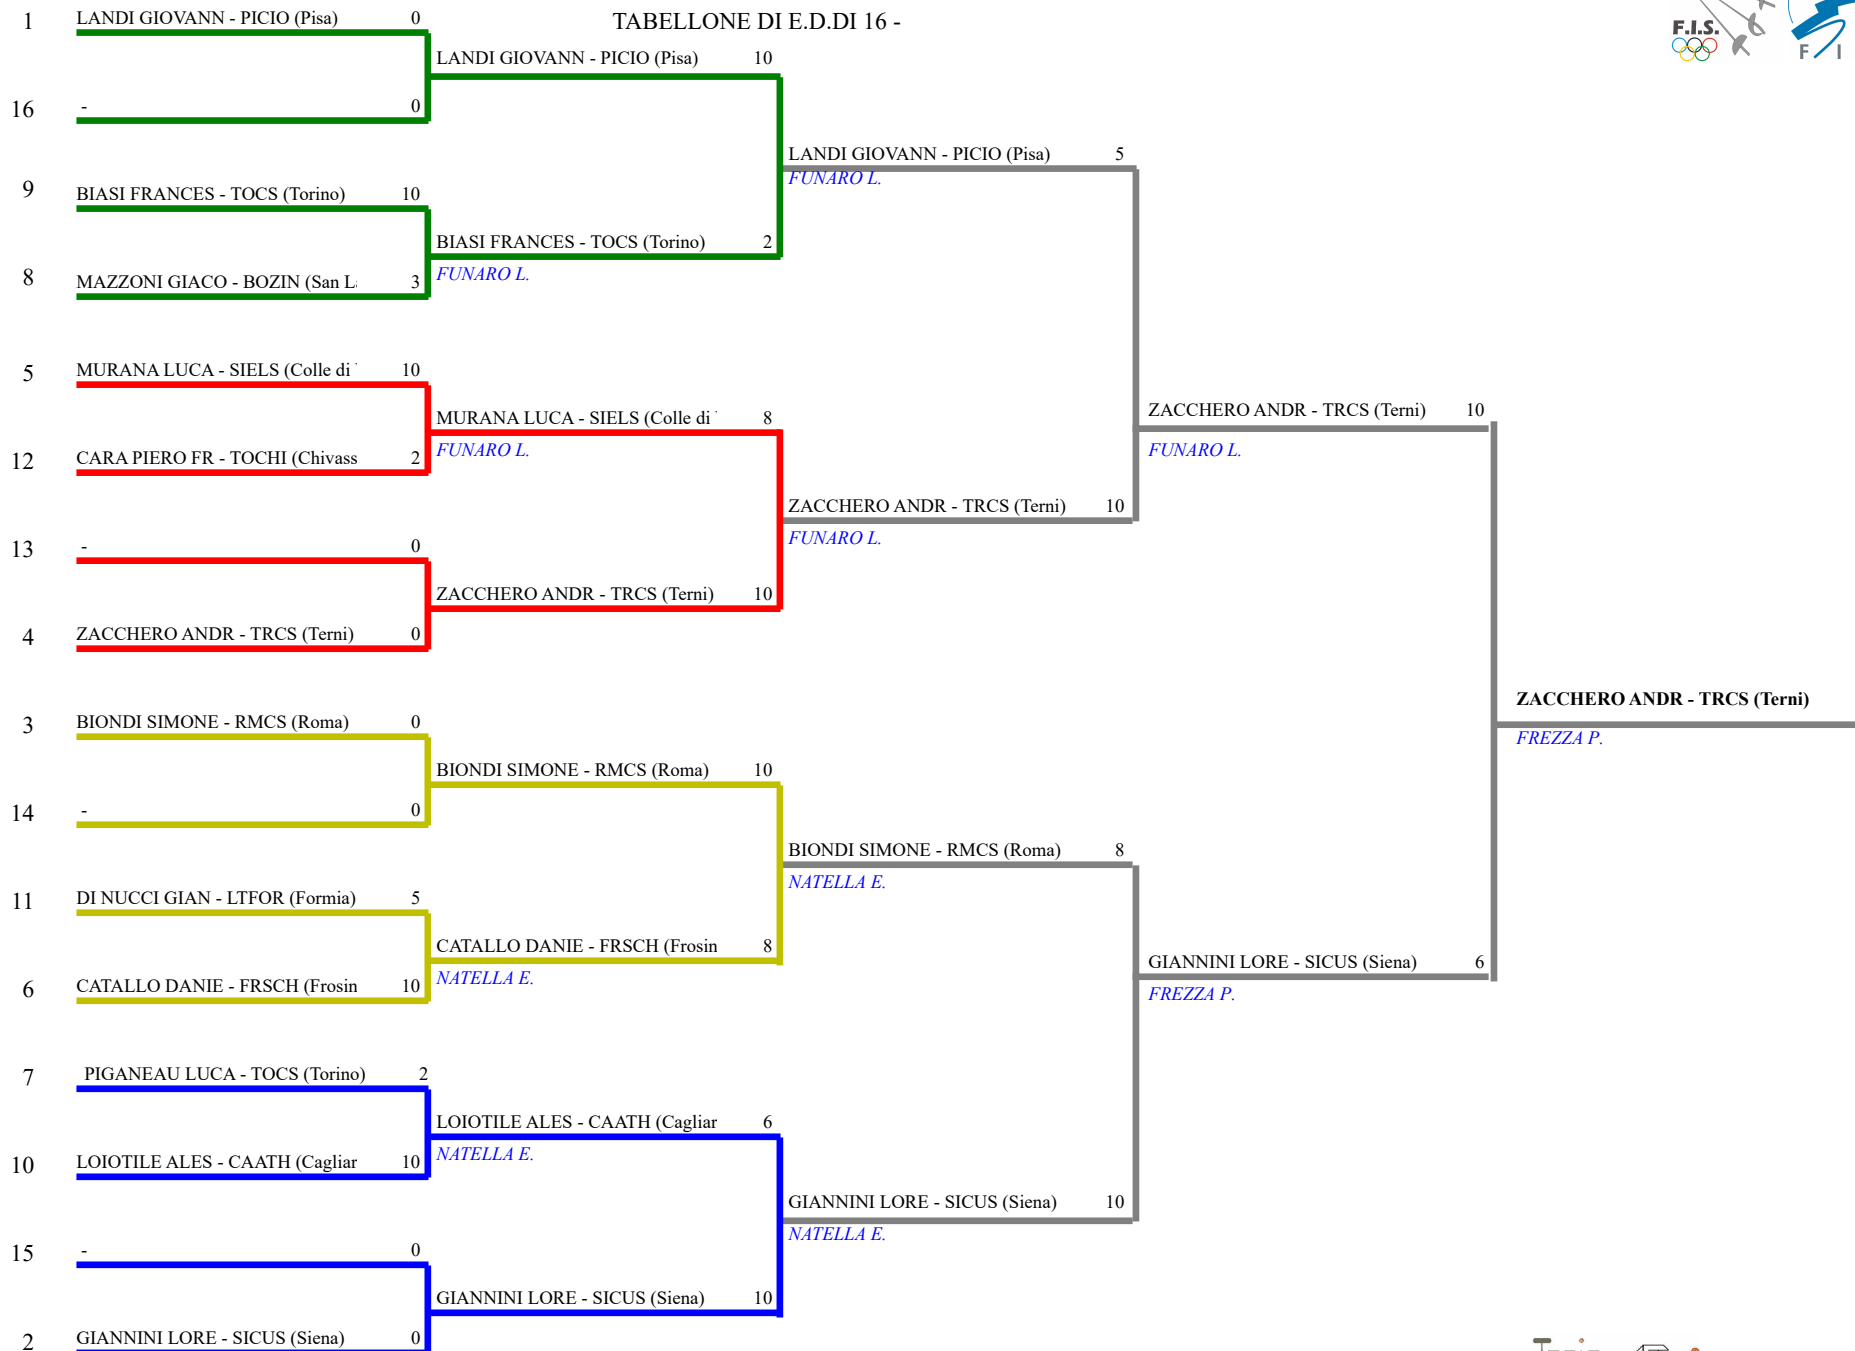 TABELLONE DI E.D.DI 16 -
F.I.S.
F I
1 LANDI GIOVANN - PICIO (Pisa) 0
LANDI GIOVANN - PICIO (Pisa) 10
16 - 0
LANDI GIOVANN - PICIO (Pisa) 5
FUNARO L.
9 BIASI FRANCES - TOCS (Torino) 10
BIASI FRANCES - TOCS (Torino) 2
FUNARO L.
8 MAZZONI GIACO - BOZIN (San L 3
5 MURANA LUCA - SIELS (Colle di 10
MURANA LUCA - SIELS (Colle di 8
FUNARO L.
ZACCHERO ANDR - TRCS (Terni) 10
FUNARO L.
12 CARA PIERO FR - TOCHI (Chivass 2
ZACCHERO ANDR - TRCS (Terni) 10
FUNARO L.
13 - 0
ZACCHERO ANDR - TRCS (Terni) 10
4 ZACCHERO ANDR - TRCS (Terni) 0
ZACCHERO ANDR - TRCS (Terni)
FREZZA P.
3 BIONDI SIMONE - RMCS (Roma) 0
BIONDI SIMONE - RMCS (Roma) 10
14 - 0
BIONDI SIMONE - RMCS (Roma) 8
NATELLA E.
11 DI NUCCI GIAN - LTFOR (Formia) 5
CATALLO DANIE - FRSCH (Frosin 8
NATELLA E.
GIANNINI LORE - SICUS (Siena) 6
FREZZA P.
6 CATALLO DANIE - FRSCH (Frosin 10
7 PIGANEAU LUCA - TOCS (Torino) 2
LOIOTILE ALES - CAATH (Cagliar 6
NATELLA E.
10 LOIOTILE ALES - CAATH (Cagliar 10
GIANNINI LORE - SICUS (Siena) 10
NATELLA E.
15 - 0
GIANNINI LORE - SICUS (Siena) 10
2 GIANNINI LORE - SICUS (Siena) 0